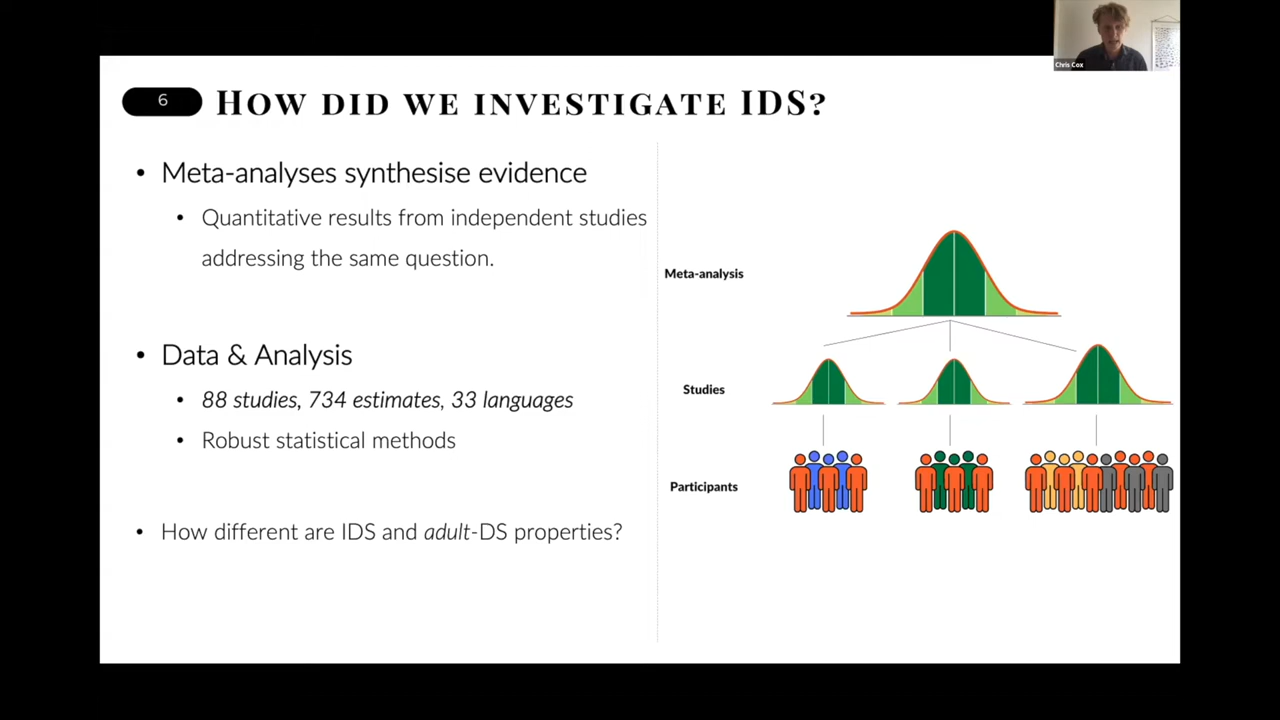 6
HOW DID WE INVESTIGATE IDS?
• Meta-analyses synthesise evidence
• Quantitative results from independent studies
addressing the same question.
• Data & Analysis
• 88 studies, 734 estimates, 33 languages
• Robust statistical methods
• How different are IDS and adult-DS properties?
Meta-analysis
Studies
Participants
Chris Cox